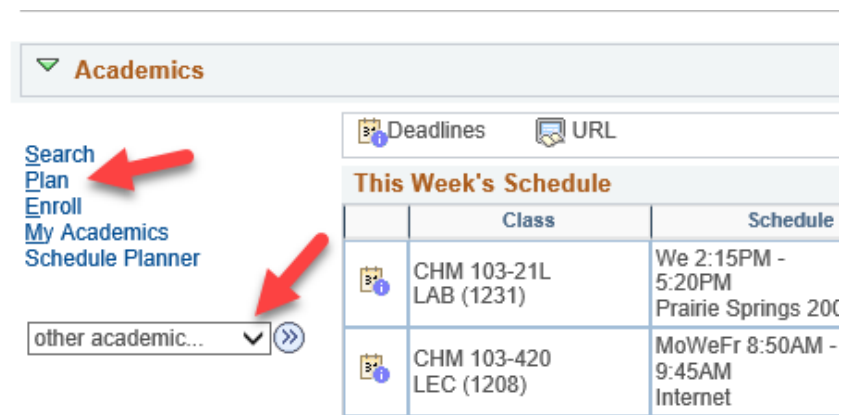 Academics
Search
Plan
Enroll
My Academics
Schedule Planner
other academic...
Deadlines URL
This Week's Schedule
Class Schedule
CHM 103-21L
LAB (1231)
We 2:15PM -
5:20PM
Prairie Springs 200
CHM 103-420
LEC (1208)
MoWeFr 8:50AM -
9:45AM
Internet